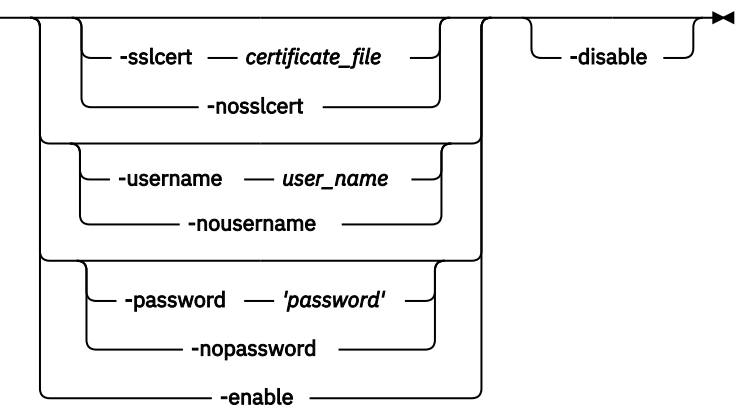 -sslcert certificate_file -disable
-nosslcert
-username user_name
-nousername
-password 'password'
-nopassword
-enable